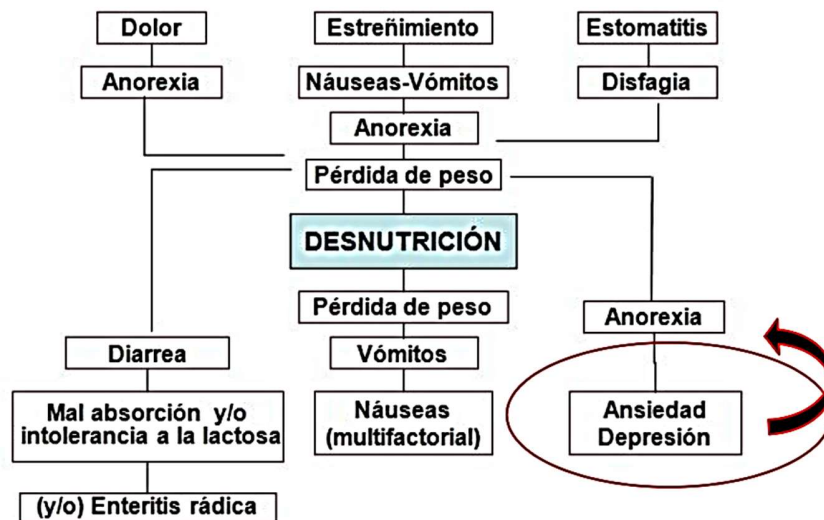 Dolor
Estreñimiento
Estomatitis
Anorexia
Náuseas-Vómitos
Disfagia
Anorexia
Pérdida de peso
DESNUTRICIÓN
Pérdida de peso
Anorexia
Diarrea
Vómitos
Mal absorción y/o
intolerancia a la lactosa
Náuseas
(multifactorial)
Ansiedad
Depresión
(y/o) Enteritis rádica